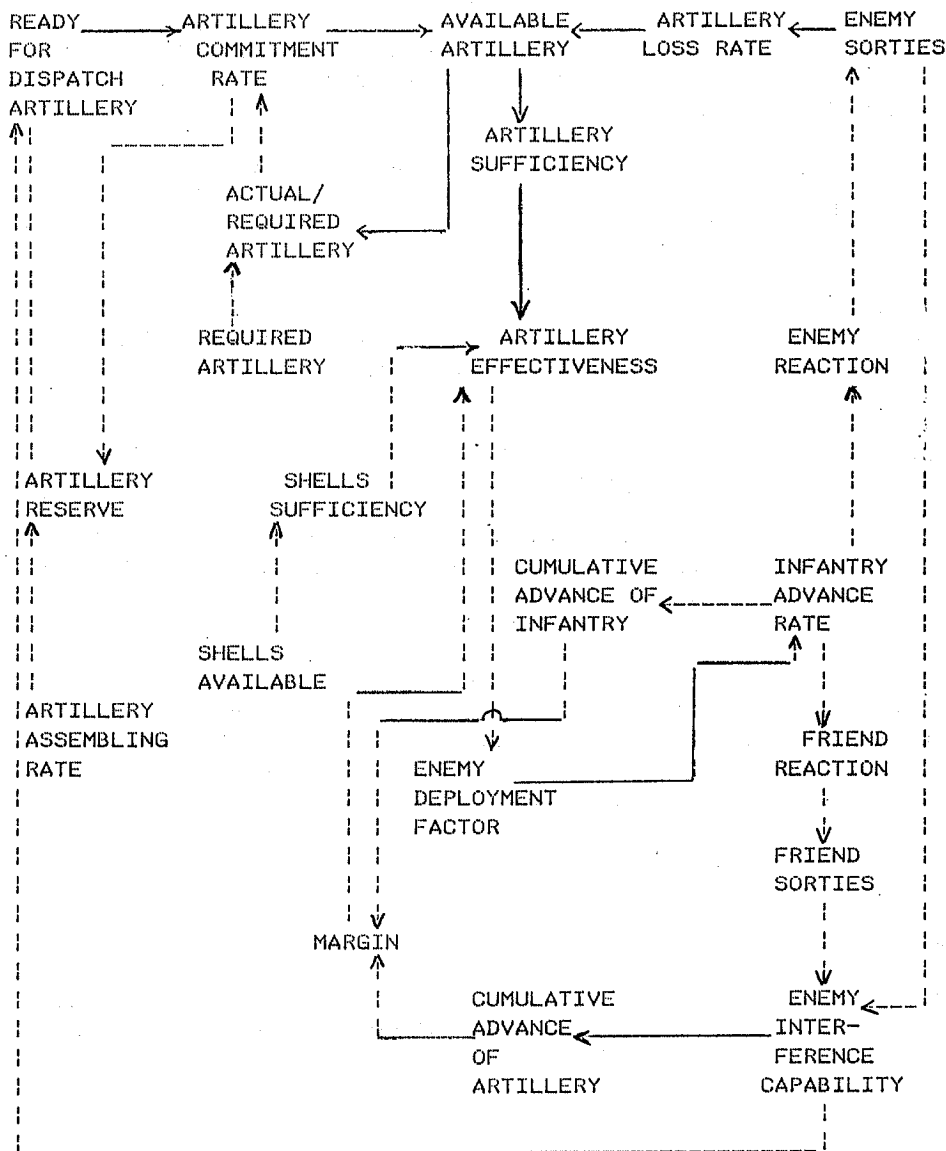 READY
FOR
DISPATCH
ARTILLERY
ARTILLERY
COMMITMENT
RATE
AVAILABLE
ARTILLERY
ARTILLERY
LOSS RATE
ENEMY
SORTIES
ARTILLERY
SUFFICIENCY
ACTUAL/
REQUIRED
ARTILLERY
REQUIRED
ARTILLERY
ARTILLERY
EFFECTIVENESS
ENEMY
REACTION
ARTILLERY
RESERVE
SHELLS
SUFFICIENCY
CUMULATIVE
ADVANCE OF
INFANTRY
INFANTRY
ADVANCE
RATE
SHELLS
AVAILABLE
ARTILLERY
ASSEMBLING
RATE
ENEMY
DEPLOYMENT
FACTOR
FRIEND
REACTION
FRIEND
SORTIES
MARGIN
CUMULATIVE
ADVANCE
OF
ARTILLERY
ENEMY
INTER-
FERENCE
CAPABILITY